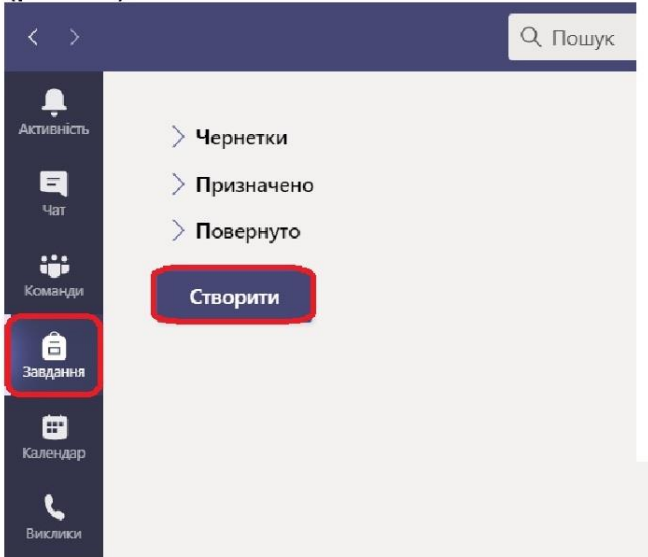 Пошук
Активність
Чат
Команди
Завдання
Календар
Виклики
Чернетки
Призначено
Повернуто
Створити